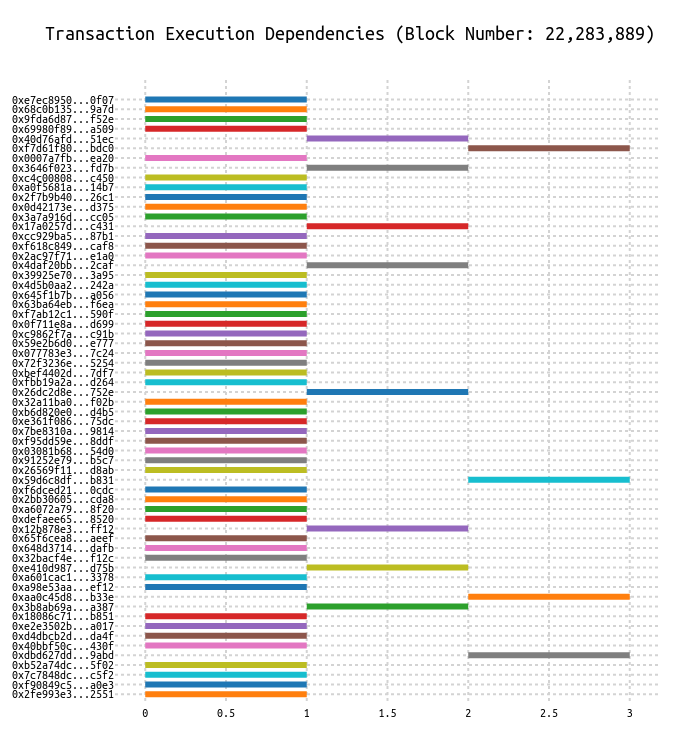 Transaction Execution Dependencies (Block Number: 22,283,889)
0xe7ec8950...0f07
0x68c0b135...9a7d
0x9fda6d87...f52e
0x69980f89...a509
0x40d76afd...51ec
0xf7d61f80...bdc0
0x0007a7fb...ea20
0x3646f023...fd7b
0xc4c00808...c450
0xa0f5681a...14b7
0x2f7b9b40...26c1
0x0d42173e...d375
0x3a7a916d...cc05
0x17a0257d...c431
0xcc929ba5...87b1
0xf618c849...caf8
0x2ac97f71...e1a0
0x4daf20bb...2caf
0x39925e70...3a95
0x4d5b0aa2...242a
0x645f1b7b...a056
0x63ba64eb...f6ea
0xf7ab12c1...590f
0x0f711e8a...d699
0xc9862f7a...c91b
0x59e2b6d0...e777
0x077783e3...7c24
0x72f3236e...5254
0xbef4402d...7df7
0xfbb19a2a...d264
0x26dc2d8e...752e
0x32a11ba0...f02b
0xb6d820e0...d4b5
0xe361f086...75dc
0x7be8310a...9814
0xf95dd59e...8ddf
0x03081b68...54d0
0x91252e79...b5c7
0x26569f11...d8ab
0x59d6c8df...b831
0xf6dced21...0cdc
0x2bb30605...cda8
0xa6072a79...8f20
0xdefaee65...8520
0x12b878e3...ff12
0x65f6cea8...aeef
0x648d3714...dafb
0x32bacf4e...f12c
0xe410d987...d75b
0xa601cac1...3378
0xa98e53aa...ef12
0xaa0c45d8...b33e
0x3b8ab69a...a387
0x18086c71...b851
0xe2e3502b...a017
0xd4dbcb2d...da4f
0x40bbf50c...430f
0xdbd627dd...9abd
0xb52a74dc...5f02
0x7c7848dc...c5f2
0xf90849c5...a0e3
0x2fe993e3...2551
0 0.5 1 1.5 2 2.5 3